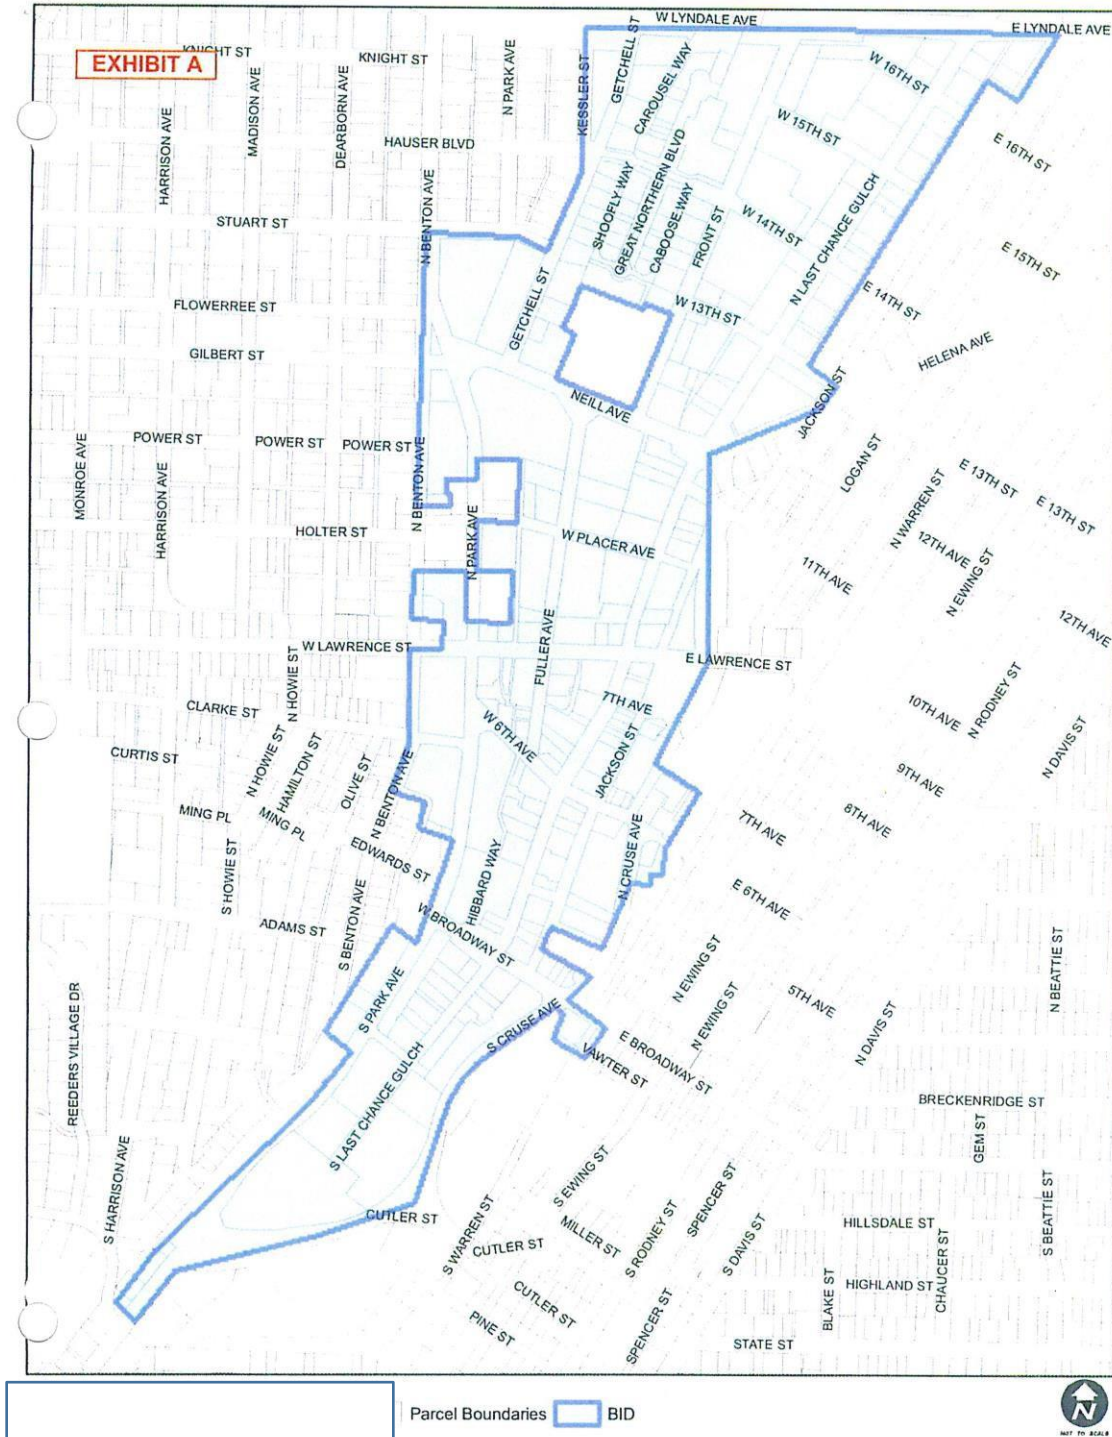 W LYNDALE AVE
E LYNDALE AVE
EXHIBIT A
KNIGHT ST
KNIGHT ST
N PARK AVE
KESSLER ST
GETCHELL ST
CAROUSEL WAY
W 16TH ST
HARRISON AVE
MADISON AVE
DEARBORN AVE
HAUSER BLVD
W 15TH ST
E 16TH ST
N BENTON AVE
SHOOFLY WAY
GREAT NORTHERN BLVD
CABOOSE WAY
FRONT ST
W 14TH ST
N LAST CHANCE GULCH
STUART ST
E 15TH ST
GETCHELL ST
W 13TH ST
E 14TH ST
FLOWERREE ST
GILBERT ST
HELENA AVE
NEILL AVE
JACKSON ST
POWER ST
POWER ST
POWER ST
MONROE AVE
HARRISON AVE
N BENTON AVE
LOGAN ST
E 13TH ST
E 13TH ST
N WARREN ST
HOLTER ST
N PARK AVE
W PLACER AVE
12TH AVE
11TH AVE
N EWING ST
12TH AVE
W LAWRENCE ST
FULLER AVE
E LAWRENCE ST
N HOWIE ST
CLARKE ST
7TH AVE
10TH AVE
N RODNEY ST
CURTIS ST
N HOWIE ST
HAMILTON ST
OLIVE ST
N BENTON AVE
W 6TH AVE
JACKSON ST
9TH AVE
N DAVIS ST
MING PL
MING PL
7TH AVE
8TH AVE
S HOWIE ST
EDWARDS ST
HIBBARD WAY
N CRUSE AVE
E 6TH AVE
ADAMS ST
S BENTON AVE
W BROADWAY ST
N EWING ST
N BEATTIE ST
REEDERS VILLAGE DR
S PARK AVE
S CRUSE AVE
N EWING ST
5TH AVE
N DAVIS ST
E BROADWAY ST
VAWTER ST
S LAST CHANCE GULCH
BRECKENRIDGE ST
GEM ST
S HARRISON AVE
S EWING ST
SPENCER ST
CUTLER ST
S WARREN ST
CUTLER ST
MILLER ST
S RODNEY ST
S DAVIS ST
HILLSDALE ST
S BEATTIE ST
CUTLER ST
BLAKE ST
HIGHLAND ST
CHAUCER ST
PINE ST
SPENCER ST
STATE ST
Parcel Boundaries
BID
N
NOT TO SCALE